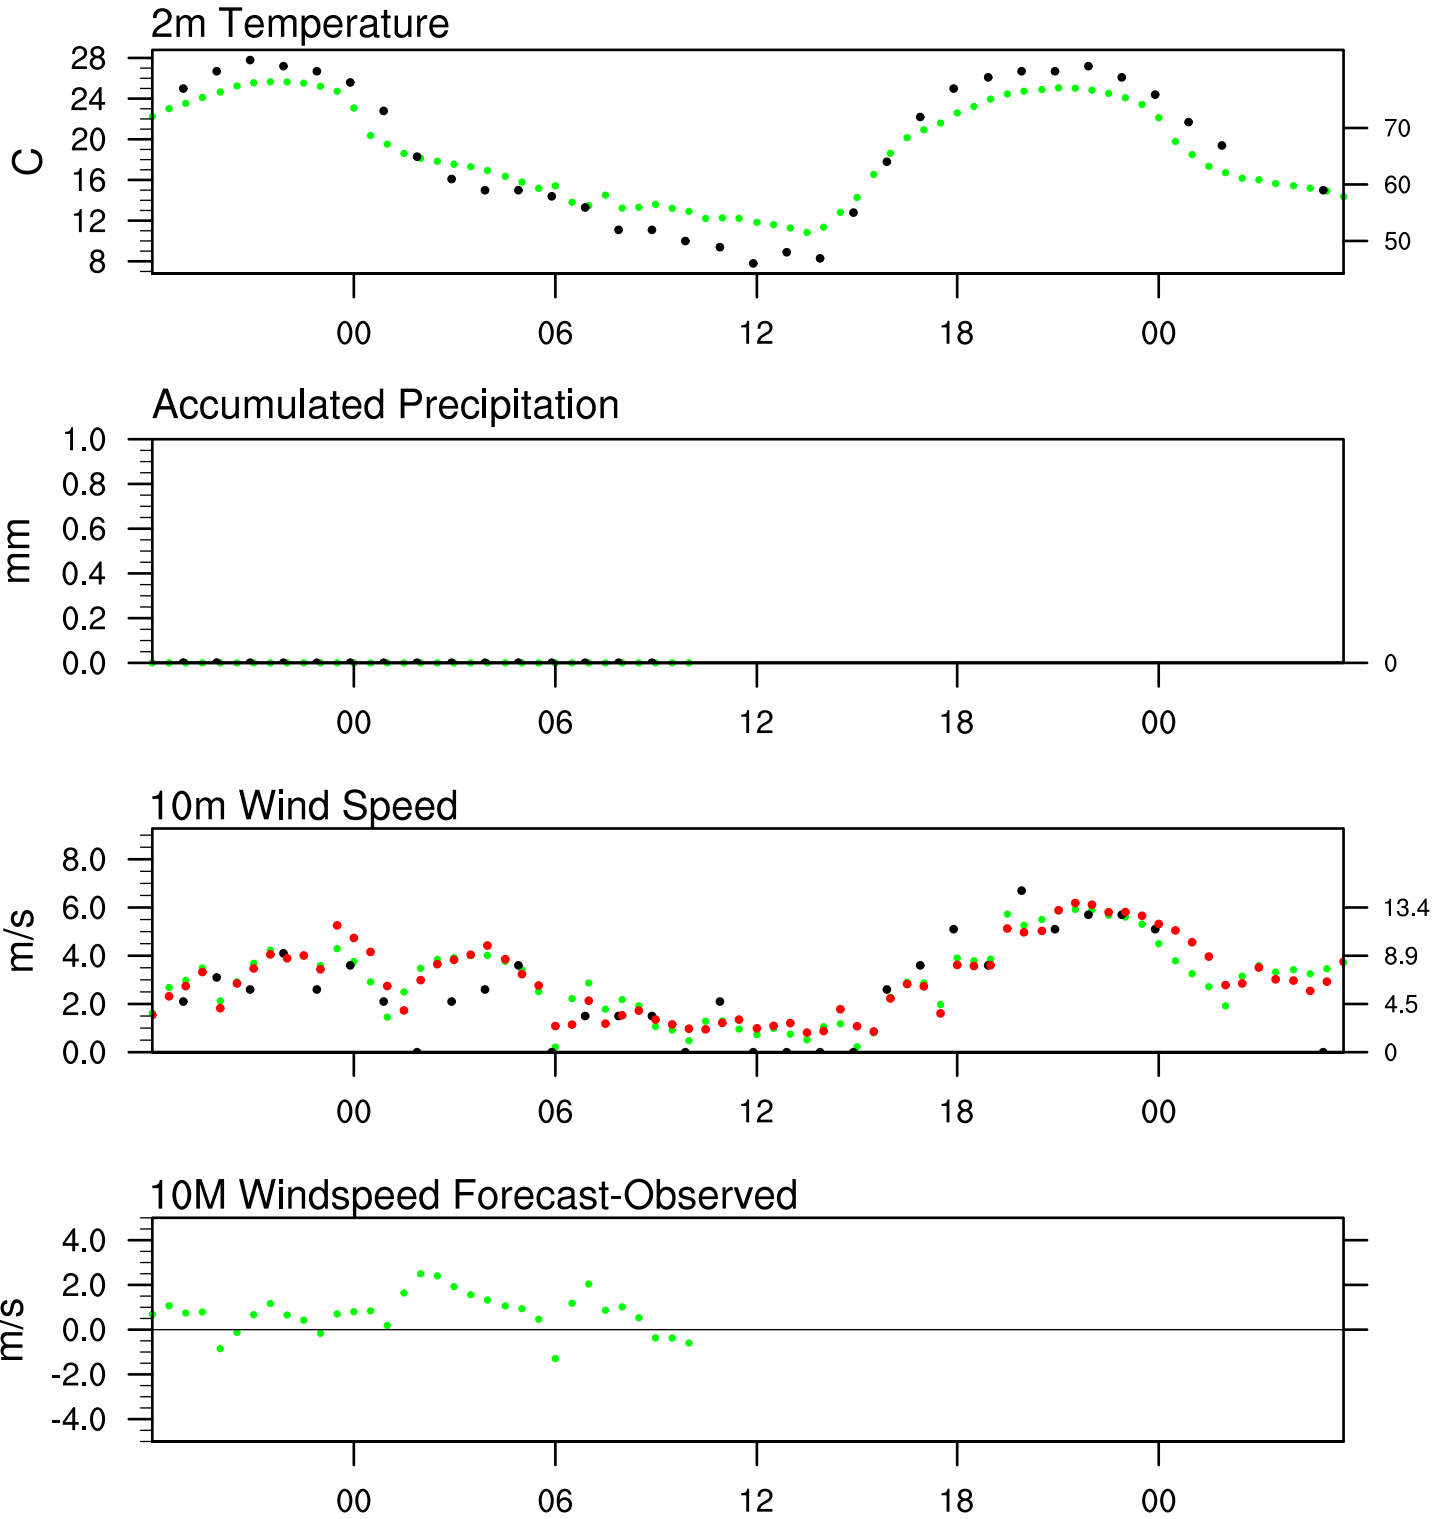 2m Temperature
28
24
20
16
12
8
C
70
60
50
00 06 12 18 00
Accumulated Precipitation
1.0
0.8
0.6
0.4
0.2
0.0
mm
0
00 06 12 18 00
10m Wind Speed
8.0
6.0
4.0
2.0
0.0
m/s
13.4
8.9
4.5
0
00 06 12 18 00
10M Windspeed Forecast-Observed
4.0
2.0
0.0
-2.0
-4.0
m/s
00 06 12 18 00